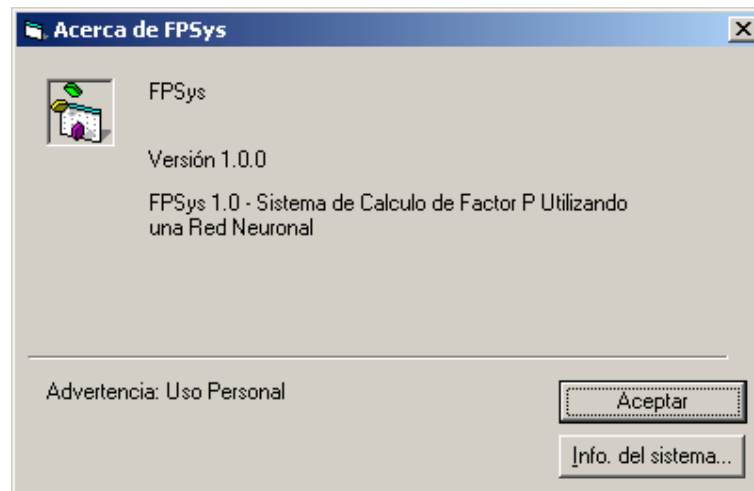 Acerca de FPSys
FPSys
Versión 1.0.0
FPSys 1.0 - Sistema de Calculo de Factor P Utilizando
una Red Neuronal
Advertencia: Uso Personal
Aceptar
Info. del sistema...